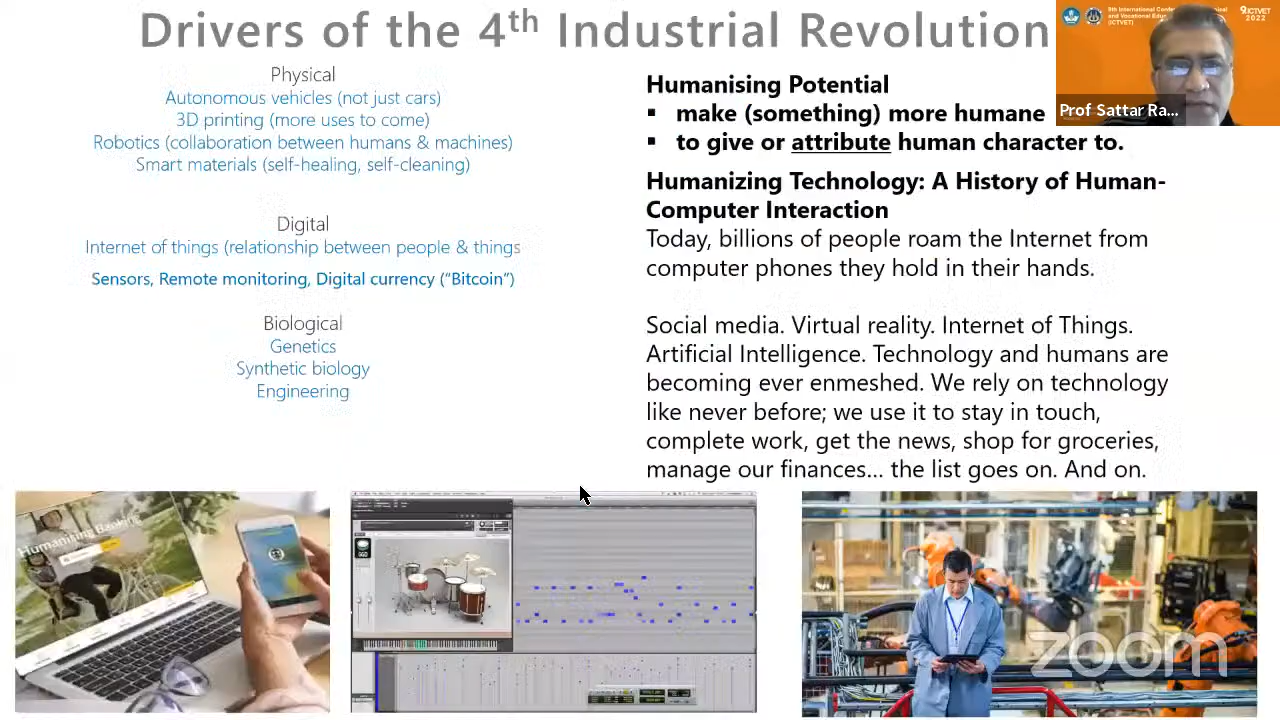 Drivers of the 4th Industrial Revolution
Physical
Autonomous vehicles (not just cars)
3D printing (more uses to come)
Robotics (collaboration between humans & machines)
Smart materials (self-healing, self-cleaning)
Digital
Internet of things (relationship between people & things
Sensors, Remote monitoring, Digital currency (“Bitcoin”)
Biological
Genetics
Synthetic biology
Engineering
Humanising Potential
▪ make (something) more humane
▪ to give or attribute human character to.
Humanizing Technology: A History of Human-
Computer Interaction
Today, billions of people roam the Internet from
computer phones they hold in their hands.
Social media. Virtual reality. Internet of Things.
Artificial Intelligence. Technology and humans are
becoming ever enmeshed. We rely on technology
like never before; we use it to stay in touch,
complete work, get the news, shop for groceries,
manage our finances... the list goes on. And on.
9th International
(ICTVET)
ICTVET
2022
Prof Sattar Ra...
Humanising Banking
zoom